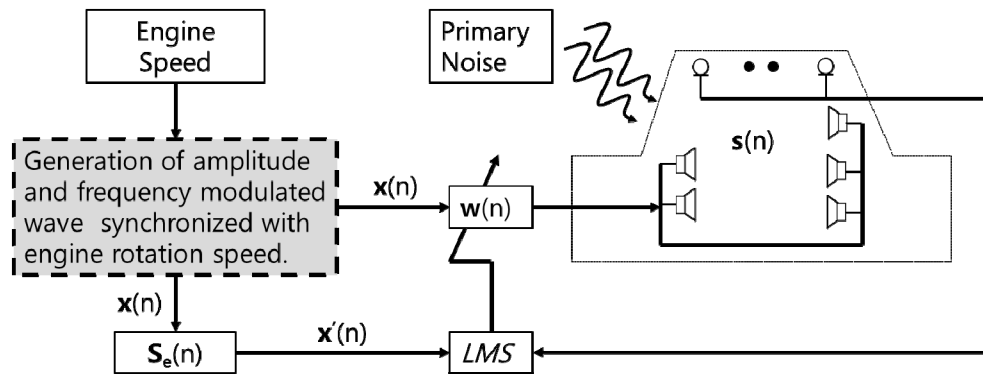 Engine
Speed
Primary
Noise
Generation of amplitude
and frequency modulated
wave synchronized with
engine rotation speed.
x(n)
w(n)
s(n)
x(n)
Se(n)
x′(n)
LMS